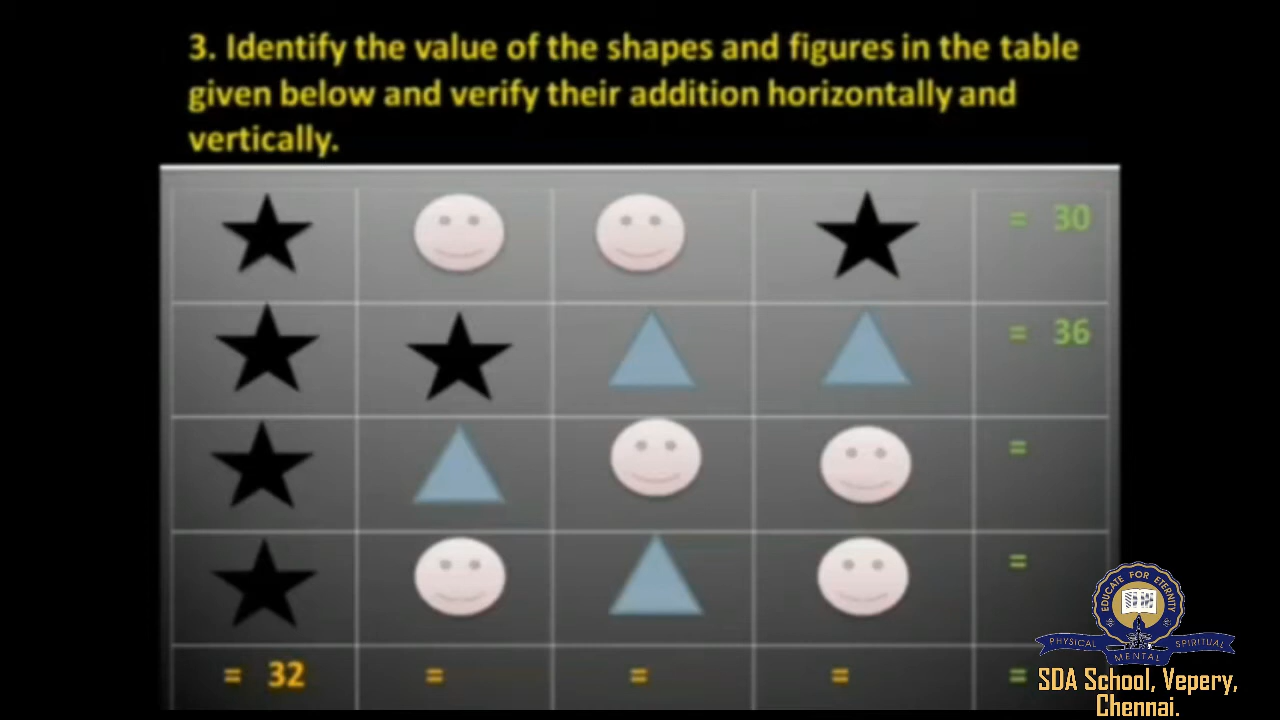 3. Identify the value of the shapes and figures in the table
given below and verify their addition horizontally and
vertically.
= 30
= 36
=
=
= 32
=
=
=
=
EDUCATE FOR ETERNITY
PHYSICAL MENTAL SPIRITUAL
SDA School, Vepery,
Chennai.